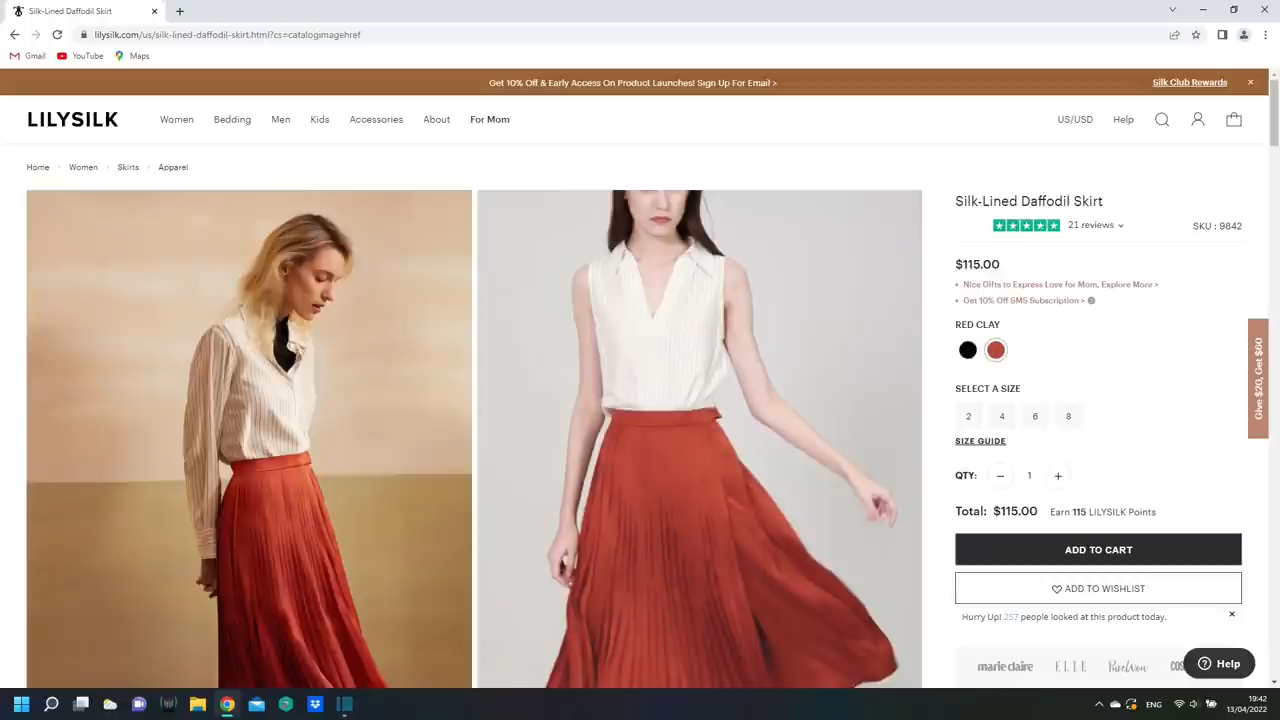 Silk-Lined Daffodil Skirt
lilysilk.com/us/silk-lined-daffodil-skirt.html?cs=catalogimagehref
Gmail YouTube Maps
Get 10% Off & Early Access On Product Launches! Sign Up For Email >
Silk Club Rewards
LILYSILK
Women Bedding Men Kids Accessories About For Mom
US/USD Help
Home Women Skirts Apparel
Silk-Lined Daffodil Skirt
21 reviews
SKU : 9842
$115.00
Nice Gifts to Express Love for Mom, Explore More >
Get 10% Off SMS Subscription >
RED CLAY
SELECT A SIZE
2 4 6 8
SIZE GUIDE
QTY: − 1 +
Total: $115.00 Earn 115 LILYSILK Points
ADD TO CART
ADD TO WISHLIST
Hurry Up! 257 people looked at this product today.
Give $20, Get $60
marie claire ELLE PureWow COS
Help
ENG
19:42
13/04/2022